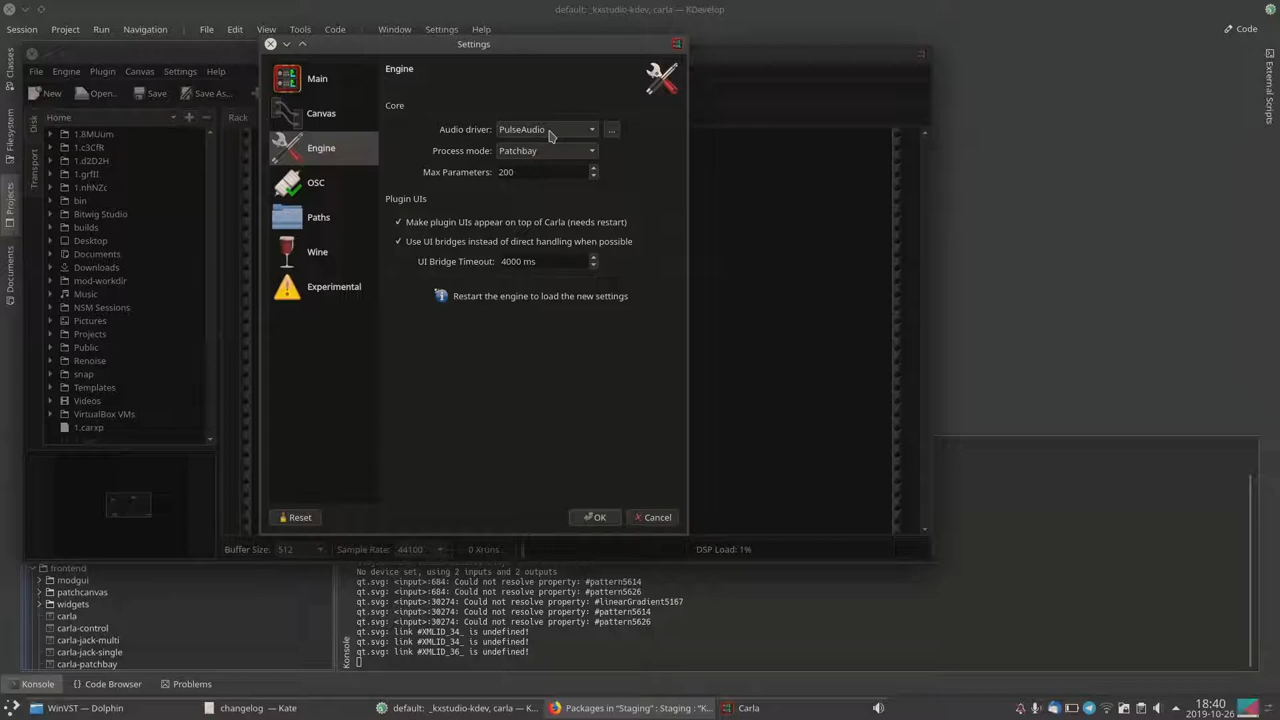 default: _kxstudio-kdev, carla — KDevelop
Session Project Run Navigation File Edit View Tools Code Window Settings Help
Code
Classes
Filesystem
Projects
Documents
External Scripts
File Engine Plugin Canvas Settings Help
New Open... Save Save As...
Disk
Transport
Home
Rack
1.8MUum
1.c3CfR
1.d2D2H
1.grfII
1.nhNZc
bin
Bitwig Studio
builds
Desktop
Documents
Downloads
mod-workdir
Music
NSM Sessions
Pictures
Projects
Public
Renoise
snap
Templates
Videos
VirtualBox VMs
1.carxp
Settings
Main
Canvas
Engine
OSC
Paths
Wine
Experimental
Engine
Core
Audio driver: PulseAudio ...
Process mode: Patchbay
Max Parameters: 200
Plugin UIs
Make plugin UIs appear on top of Carla (needs restart)
Use UI bridges instead of direct handling when possible
UI Bridge Timeout: 4000 ms
Restart the engine to load the new settings
Reset OK Cancel
Buffer Size: 512 Sample Rate: 44100 0 Xruns DSP Load: 1%
frontend
modgui
patchcanvas
widgets
carla
carla-control
carla-jack-multi
carla-jack-single
carla-patchbay
Konsole
No device set, using 2 inputs and 2 outputs
qt.svg: <input>:684: Could not resolve property: #pattern5614
qt.svg: <input>:684: Could not resolve property: #pattern5626
qt.svg: <input>:30274: Could not resolve property: #linearGradient5167
qt.svg: <input>:30274: Could not resolve property: #pattern5614
qt.svg: <input>:30274: Could not resolve property: #pattern5626
qt.svg: link #XMLID_34_ is undefined!
qt.svg: link #XMLID_34_ is undefined!
qt.svg: link #XMLID_36_ is undefined!
Konsole Code Browser Problems
WinVST — Dolphin changelog — Kate default: _kxstudio-kdev, carla — K... Packages in “Staging” : Staging : “K... Carla
18:40
2019-10-26